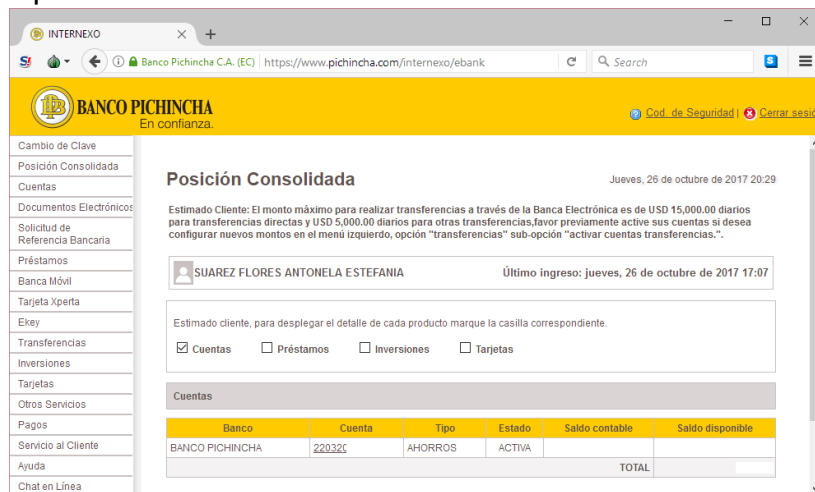 INTERNEXO
Banco Pichincha C.A. (EC) https://www.pichincha.com/internexo/ebank Search
BANCO PICHINCHA
En confianza.
Cod. de Seguridad | Cerrar sesió
Cambio de Clave
Posición Consolidada
Cuentas
Documentos Electrónicos
Solicitud de
Referencia Bancaria
Préstamos
Banca Móvil
Tarjeta Xperta
Ekey
Transferencias
Inversiones
Tarjetas
Otros Servicios
Pagos
Servicio al Cliente
Ayuda
Chat en Línea
Posición Consolidada
Jueves, 26 de octubre de 2017 20:29
Estimado Cliente: El monto máximo para realizar transferencias a través de la Banca Electrónica es de USD 15,000.00 diarios
para transferencias directas y USD 5,000.00 diarios para otras transferencias,favor previamente active sus cuentas si desea
configurar nuevos montos en el menú izquierdo, opción "transferencias" sub-opción "activar cuentas transferencias.".
SUAREZ FLORES ANTONELA ESTEFANIA Último ingreso: jueves, 26 de octubre de 2017 17:07
Estimado cliente, para desplegar el detalle de cada producto marque la casilla correspondiente.
Cuentas Préstamos Inversiones Tarjetas
Cuentas
Banco Cuenta Tipo Estado Saldo contable Saldo disponible
BANCO PICHINCHA 220320 AHORROS ACTIVA
TOTAL